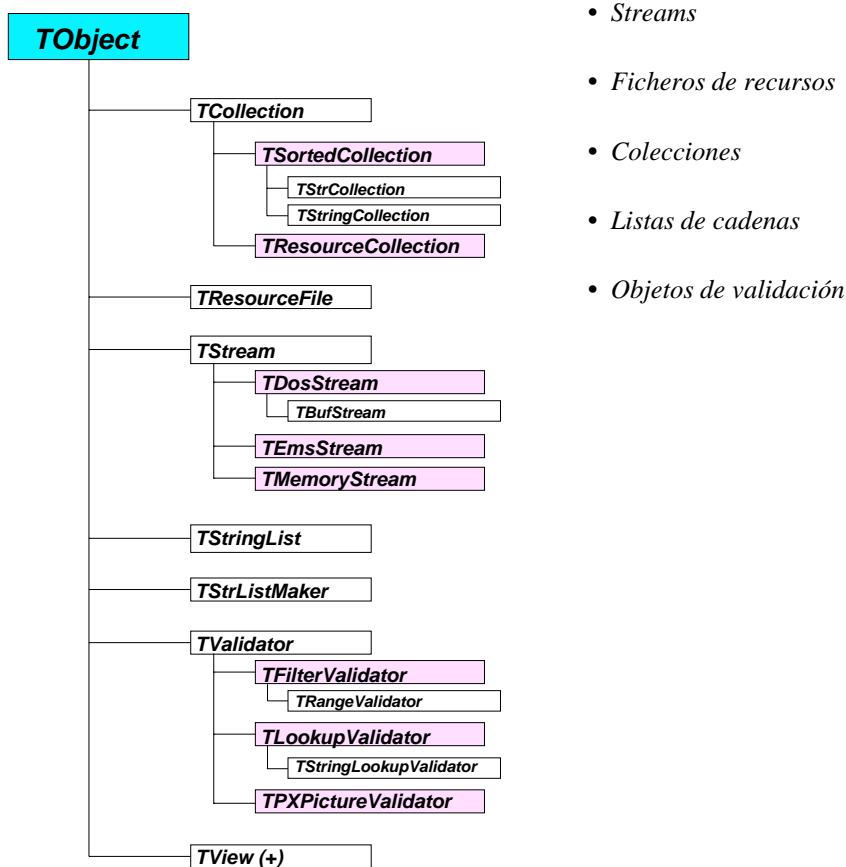 TObject
TCollection
TSortedCollection
TStrCollection
TStringCollection
TResourceCollection
TResourceFile
TStream
TDosStream
TBufStream
TEmsStream
TMemoryStream
TStringList
TStrListMaker
TValidator
TFilterValidator
TRangeValidator
TLookupValidator
TStringLookupValidator
TPXPictureValidator
TView (+)
• Streams
• Ficheros de recursos
• Colecciones
• Listas de cadenas
• Objetos de validación